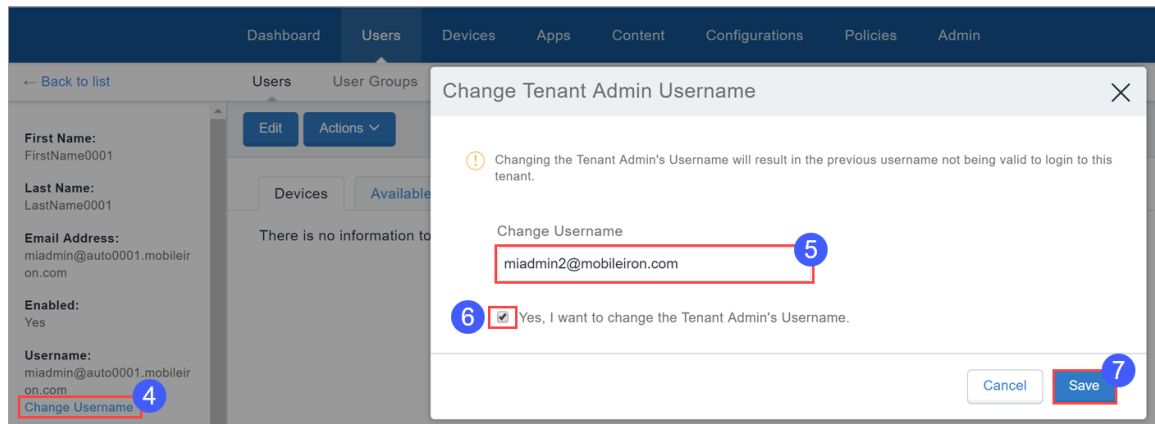 Dashboard Users Devices Apps Content Configurations Policies Admin
← Back to list
Users User Groups
Change Tenant Admin Username
Edit Actions
First Name:
FirstName0001
Last Name:
LastName0001
Email Address:
miadmin@auto0001.mobileir
on.com
Enabled:
Yes
Username:
miadmin@auto0001.mobileir
on.com
Change Username
4
Devices Available
There is no information to
Changing the Tenant Admin's Username will result in the previous username not being valid to login to this
tenant.
Change Username
5
miadmin2@mobileiron.com
6 Yes, I want to change the Tenant Admin's Username.
7
Cancel Save